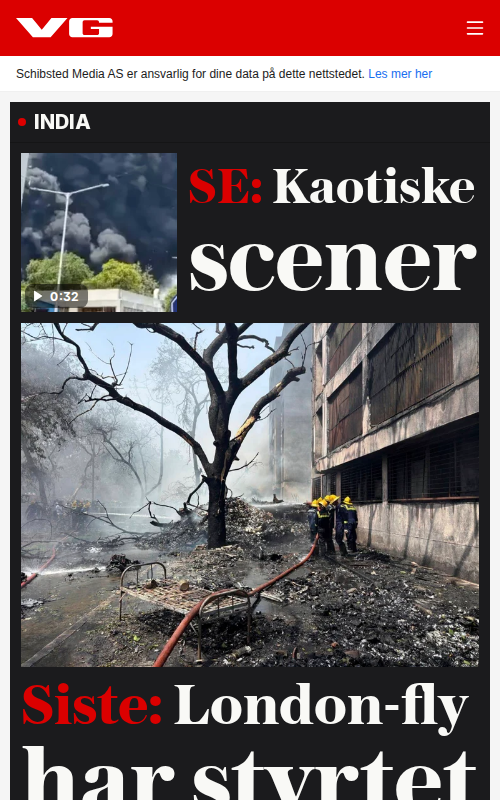 VG
Schibsted Media AS er ansvarlig for dine data på dette nettstedet. Les mer her
INDIA
SE: Kaotiske
scener
0:32
Siste: London-fly
har styrtet